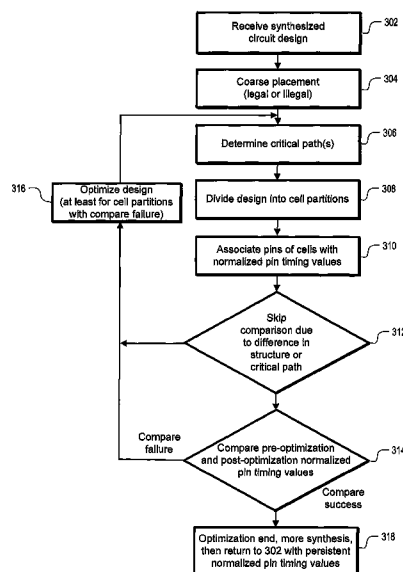 Receive synthesized
circuit design
302
Coarse placement
(legal or illegal)
304
Determine critical path(s)
306
316
Optimize design
(at least for cell partitions
with compare failure)
Divide design into cell partitions
308
Associate pins of cells with
normalized pin timing values
310
Skip
comparison due
to difference in
structure or
critical path
312
Compare
failure
Compare pre-optimization
and post-optimization normalized
pin timing values
314
Compare
success
Optimization end, more synthesis,
then return to 302 with persistent
normalized pin timing values
318